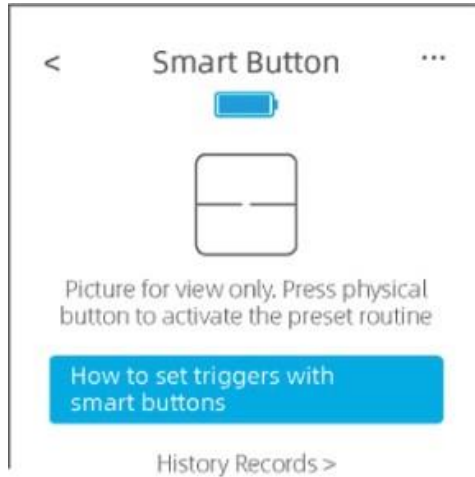 < Smart Button ...
Picture for view only. Press physical
button to activate the preset routine
How to set triggers with
smart buttons
History Records >